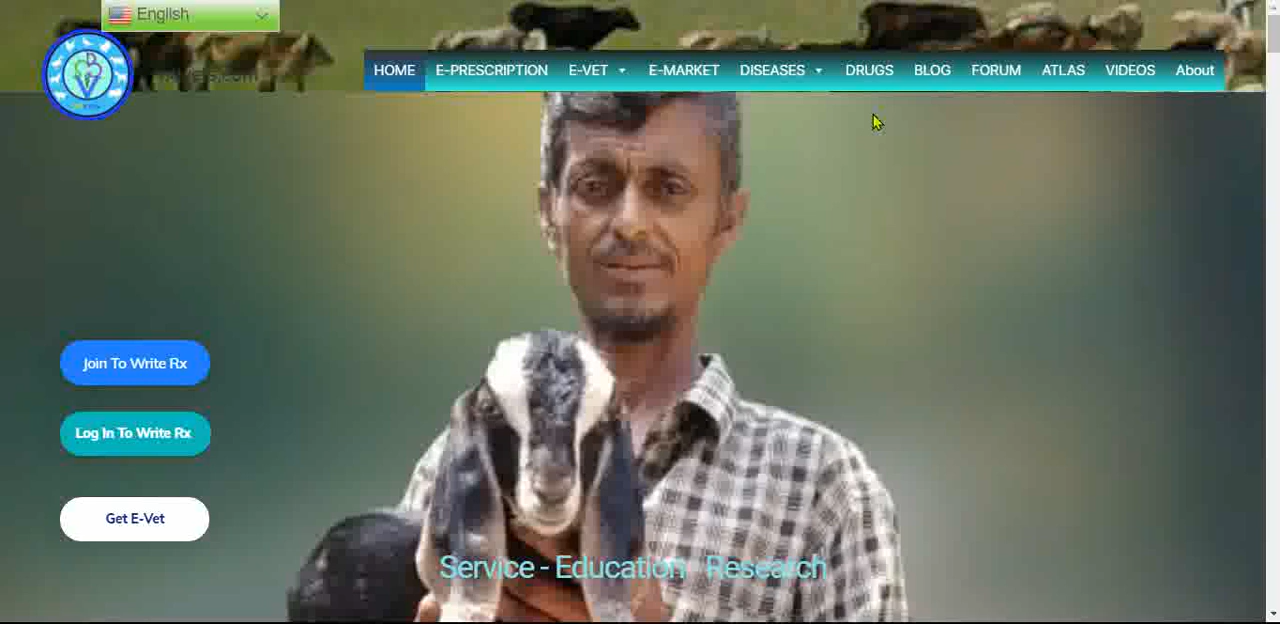 English
HOME E-PRESCRIPTION E-VET E-MARKET DISEASES DRUGS BLOG FORUM ATLAS VIDEOS About
Join To Write Rx
Log In To Write Rx
Get E-Vet
Service - Education Research